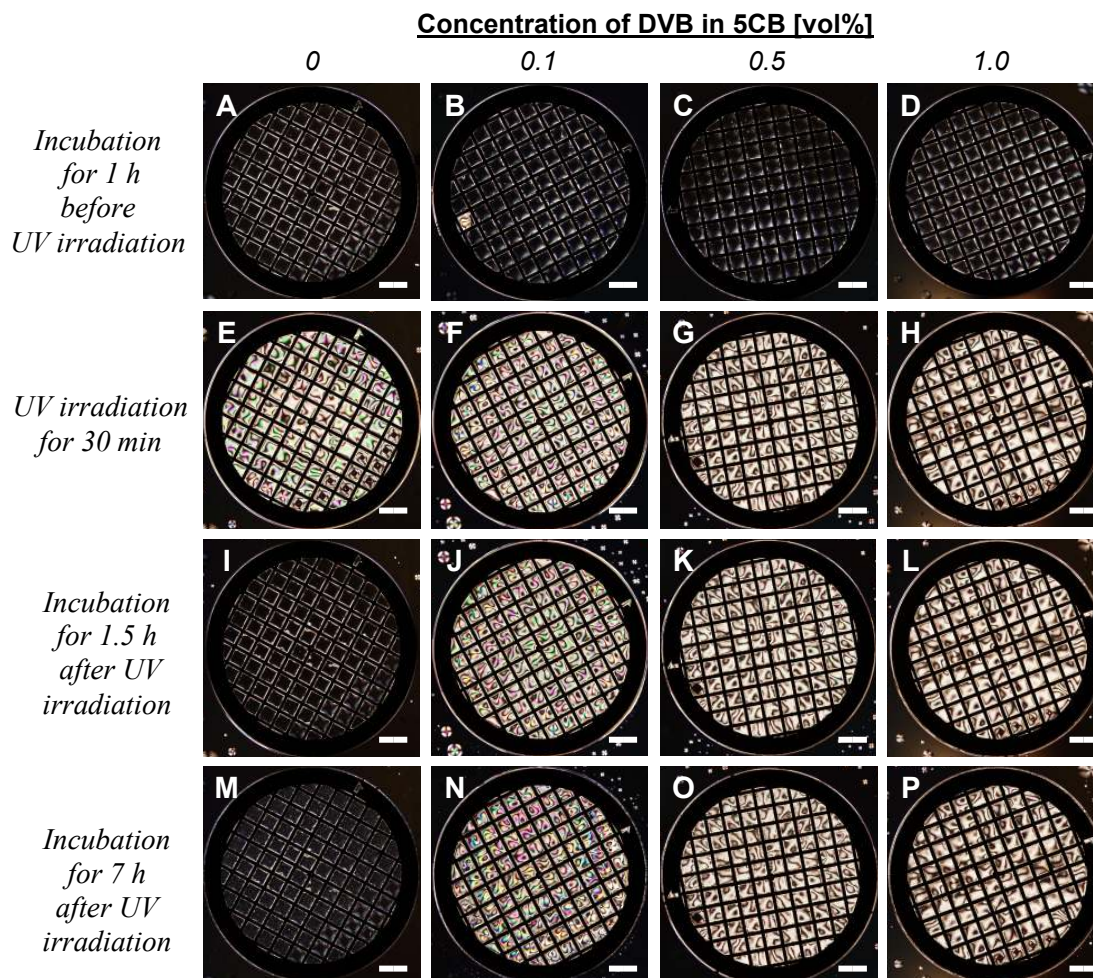 Concentration of DVB in 5CB [vol%]
0 0.1 0.5 1.0
Incubation
for 1 h
before
UV irradiation
A B C D
UV irradiation
for 30 min
E F G H
Incubation
for 1.5 h
after UV
irradiation
I J K L
Incubation
for 7 h
after UV
irradiation
M N O P